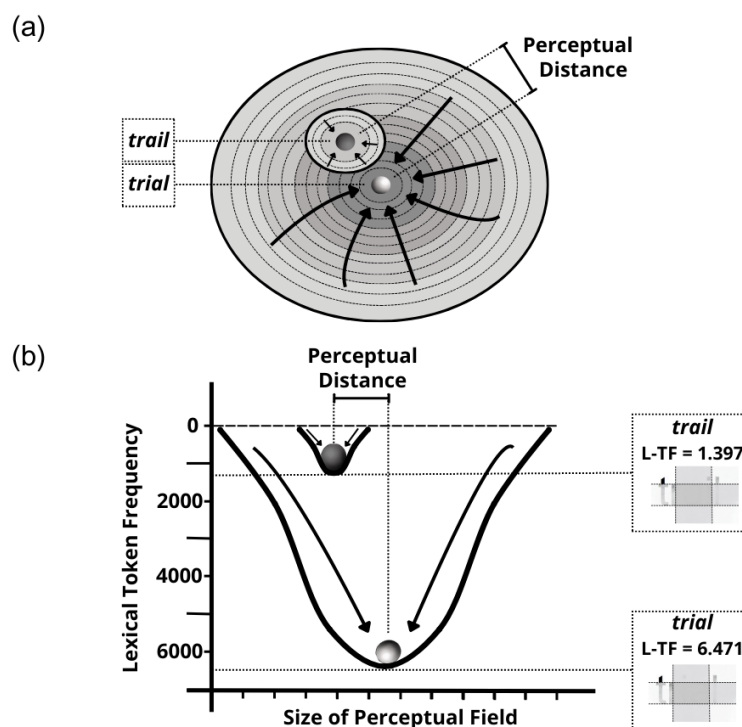 (a)
Perceptual
Distance
trail
trial
(b)
Perceptual
Distance
0
2000
4000
6000
Lexical Token Frequency
Size of Perceptual Field
trail
L-TF = 1.397
trial
L-TF = 6.471